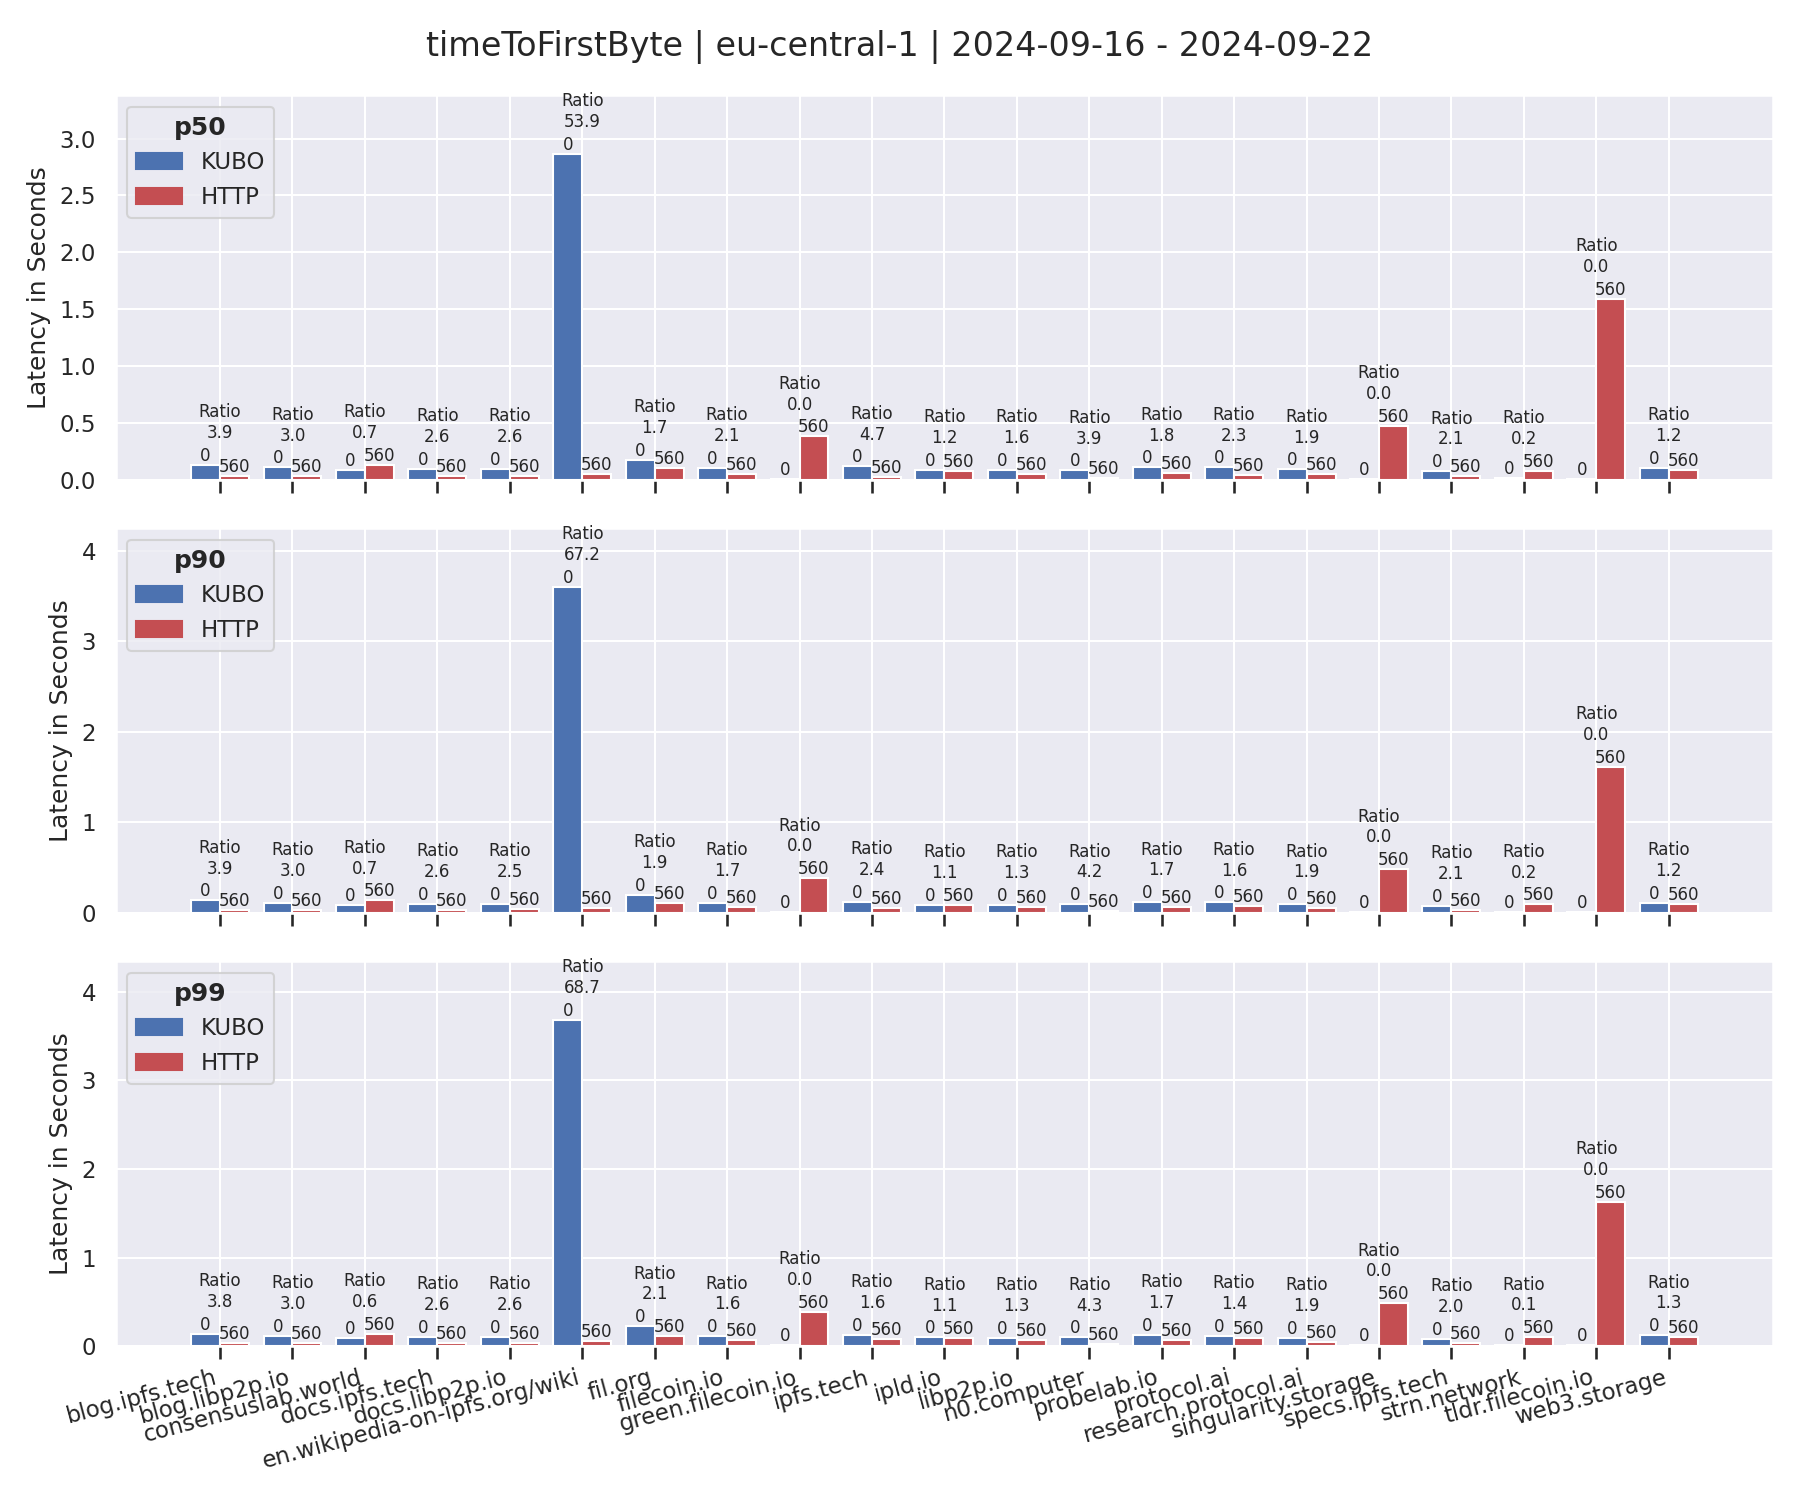 timeToFirstByte | eu-central-1 | 2024-09-16 - 2024-09-22
Latency in Seconds
3.0
2.5
2.0
1.5
1.0
0.5
0.0
p50
KUBO
HTTP
Ratio
3.9
0
560
Ratio
3.0
0
560
Ratio
0.7
0
560
Ratio
2.6
0
560
Ratio
2.6
0
560
Ratio
53.9
0
560
Ratio
1.7
0
560
Ratio
2.1
0
560
Ratio
0.0
0
560
Ratio
4.7
0
560
Ratio
1.2
0
560
Ratio
1.6
0
560
Ratio
3.9
0
560
Ratio
1.8
0
560
Ratio
2.3
0
560
Ratio
1.9
0
560
Ratio
0.0
0
560
Ratio
2.1
0
560
Ratio
0.2
0
560
Ratio
0.0
0
560
Ratio
1.2
0
560
Latency in Seconds
4
3
2
1
0
p90
KUBO
HTTP
Ratio
3.9
0
560
Ratio
3.0
0
560
Ratio
0.7
0
560
Ratio
2.6
0
560
Ratio
2.5
0
560
Ratio
67.2
0
560
Ratio
1.9
0
560
Ratio
1.7
0
560
Ratio
0.0
0
560
Ratio
2.4
0
560
Ratio
1.1
0
560
Ratio
1.3
0
560
Ratio
4.2
0
560
Ratio
1.7
0
560
Ratio
1.6
0
560
Ratio
1.9
0
560
Ratio
0.0
0
560
Ratio
2.1
0
560
Ratio
0.2
0
560
Ratio
0.0
0
560
Ratio
1.2
0
560
Latency in Seconds
4
3
2
1
0
p99
KUBO
HTTP
Ratio
3.8
0
560
Ratio
3.0
0
560
Ratio
0.6
0
560
Ratio
2.6
0
560
Ratio
2.6
0
560
Ratio
68.7
0
560
Ratio
2.1
0
560
Ratio
1.6
0
560
Ratio
0.0
0
560
Ratio
1.6
0
560
Ratio
1.1
0
560
Ratio
1.3
0
560
Ratio
4.3
0
560
Ratio
1.7
0
560
Ratio
1.4
0
560
Ratio
1.9
0
560
Ratio
0.0
0
560
Ratio
2.0
0
560
Ratio
0.1
0
560
Ratio
0.0
0
560
Ratio
1.3
0
560
blog.ipfs.tech
blog.libp2p.io
consensuslab.world
docs.ipfs.tech
docs.libp2p.io
en.wikipedia-on-ipfs.org/wiki
fil.org
filecoin.io
green.filecoin.io
ipfs.tech
ipld.io
libp2p.io
n0.computer
probelab.io
protocol.ai
research.protocol.ai
singularity.storage
specs.ipfs.tech
strn.network
tldr.filecoin.io
web3.storage